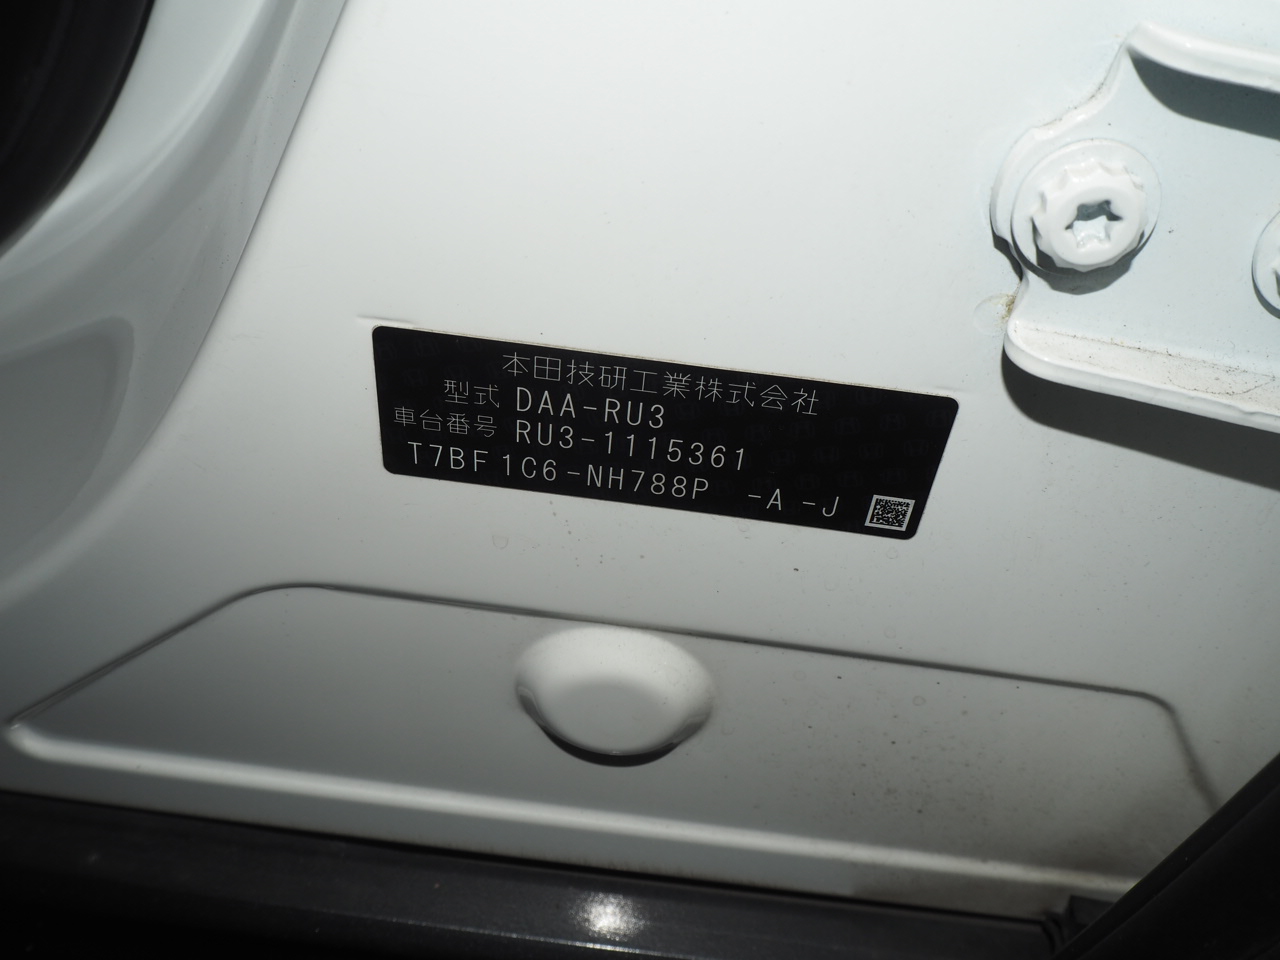 本田技研工業株式会社
型式 DAA-RU3
車台番号 RU3-1115361
T7BF1C6-NH788P -A -J